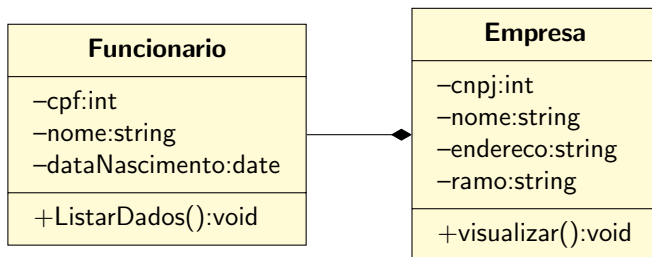 Funcionario
–cpf:int
–nome:string
–dataNascimento:date
+ListarDados():void
Empresa
–cnpj:int
–nome:string
–endereco:string
–ramo:string
+visualizar():void